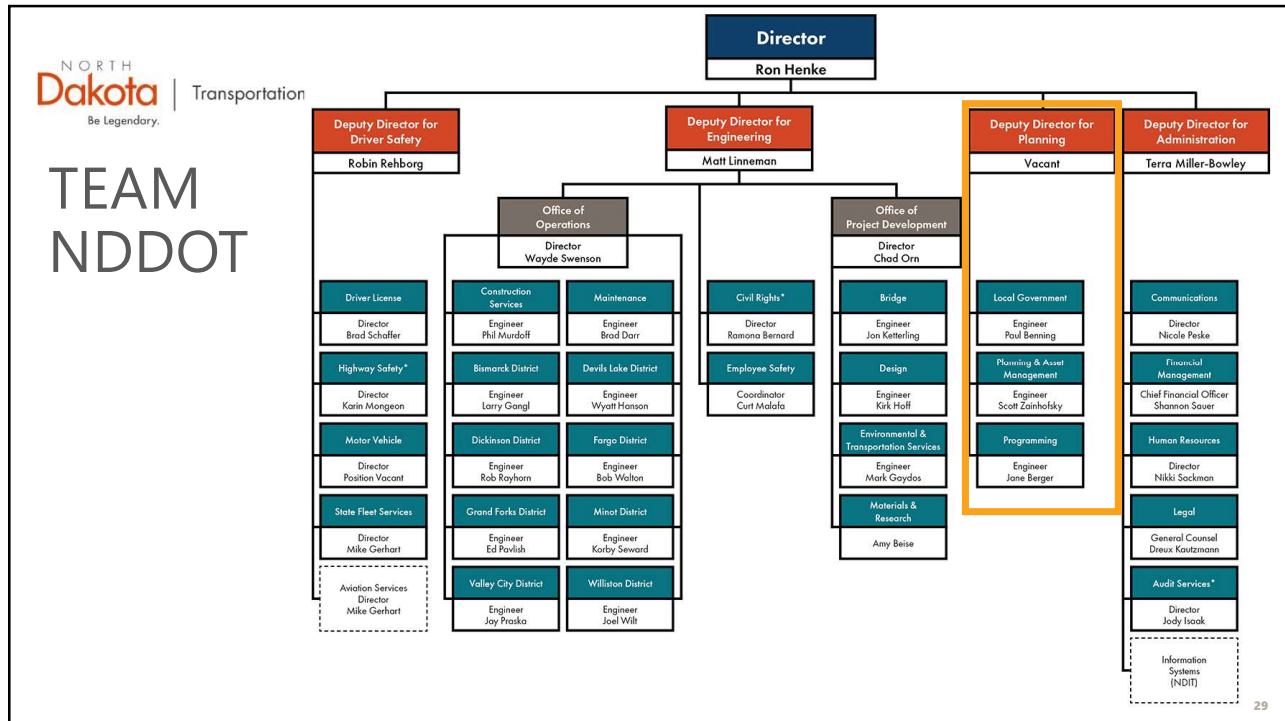 NORTH
Dakota
Be Legendary.
Transportation
TEAM
NDDOT
Director
Ron Henke
Deputy Director for
Driver Safety
Robin Rehborg
Driver License
Director
Brad Schaffer
Highway Safety*
Director
Karin Mongeon
Motor Vehicle
Director
Position Vacant
State Fleet Services
Director
Mike Gerhart
Aviation Services
Director
Mike Gerhart
Deputy Director for
Engineering
Matt Linneman
Office of
Operations
Director
Wayde Swenson
Construction
Services
Engineer
Phil Murdoff
Maintenance
Engineer
Brad Darr
Bismarck District
Engineer
Larry Gangl
Devils Lake District
Engineer
Wyatt Hanson
Dickinson District
Engineer
Rob Rayhorn
Fargo District
Engineer
Bob Walton
Grand Forks District
Engineer
Ed Pavlish
Minot District
Engineer
Korby Seward
Valley City District
Engineer
Jay Praska
Williston District
Engineer
Joel Wilt
Civil Rights*
Director
Ramona Bernard
Employee Safety
Coordinator
Curt Malafa
Office of
Project Development
Director
Chad Orn
Bridge
Engineer
Jon Ketterling
Design
Engineer
Kirk Hoff
Environmental &
Transportation Services
Engineer
Mark Gaydos
Materials &
Research
Amy Beise
Deputy Director for
Planning
Vacant
Local Government
Engineer
Paul Benning
Planning & Asset
Management
Engineer
Scott Zainhofsky
Programming
Engineer
Jane Berger
Deputy Director for
Administration
Terra Miller-Bowley
Communications
Director
Nicole Peske
Financial
Management
Chief Financial Officer
Shannon Sauer
Human Resources
Director
Nikki Sackman
Legal
General Counsel
Dreux Kautzmann
Audit Services*
Director
Jody Isaak
Information
Systems
(NDIT)
29